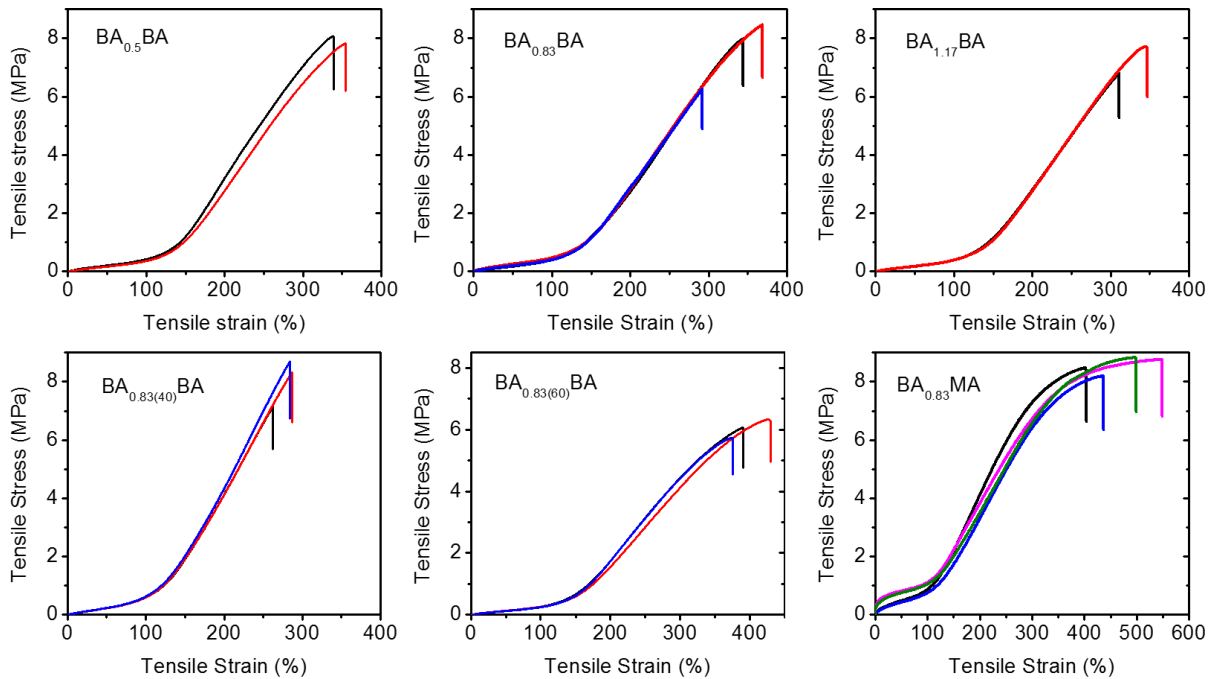 BA0.5BA
Tensile stress (MPa)
8
6
4
2
0
0 100 200 300 400
Tensile strain (%)
BA0.83BA
Tensile Stress (MPa)
8
6
4
2
0
0 100 200 300 400
Tensile Strain (%)
BA1.17BA
Tensile Stress (MPa)
8
6
4
2
0
0 100 200 300 400
Tensile Strain (%)
BA0.83(40)BA
Tensile Stress (MPa)
8
6
4
2
0
0 100 200 300 400
Tensile Strain (%)
BA0.83(60)BA
Tensile Stress (MPa)
8
6
4
2
0
0 100 200 300 400
Tensile Strain (%)
BA0.83MA
Tensile Stress (MPa)
8
6
4
2
0
0 100 200 300 400 500 600
Tensile Strain (%)